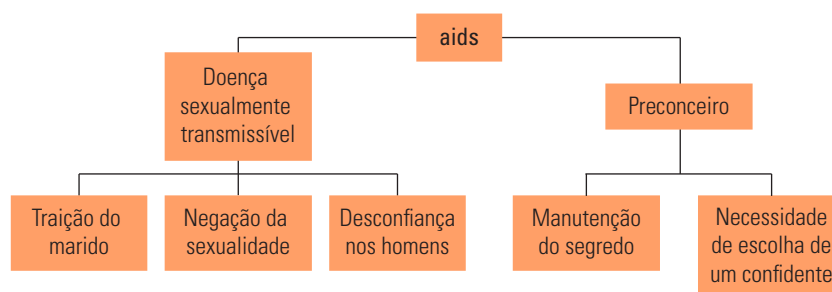 aids
Doença
sexualmente
transmissível
Preconceiro
Traição do
marido
Negação da
sexualidade
Desconfiança
nos homens
Manutenção
do segredo
Necessidade
de escolha de
um confidente